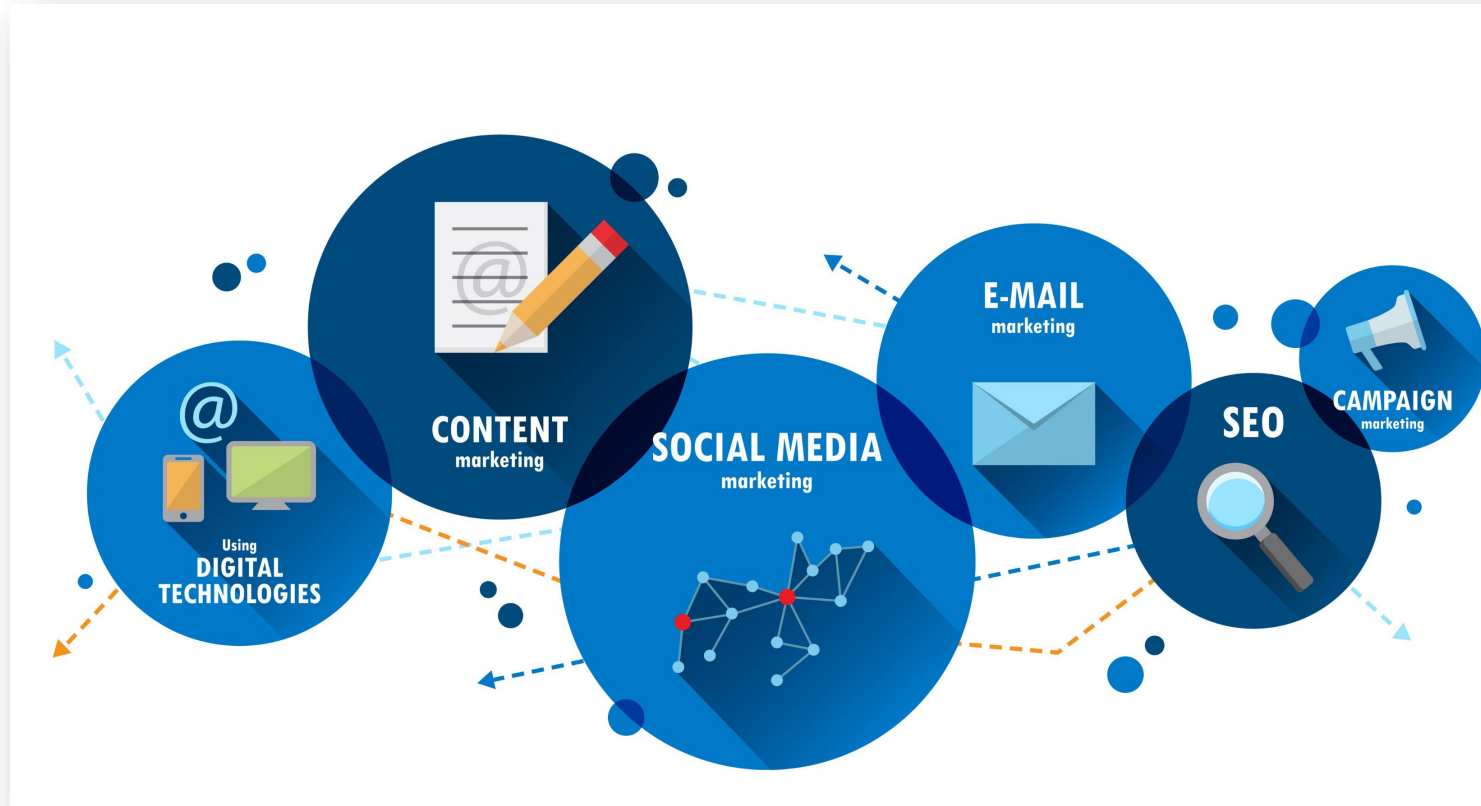 @
Using
DIGITAL
TECHNOLOGIES
@
CONTENT
marketing
SOCIAL MEDIA
marketing
E-MAIL
marketing
SEO
CAMPAIGN
marketing